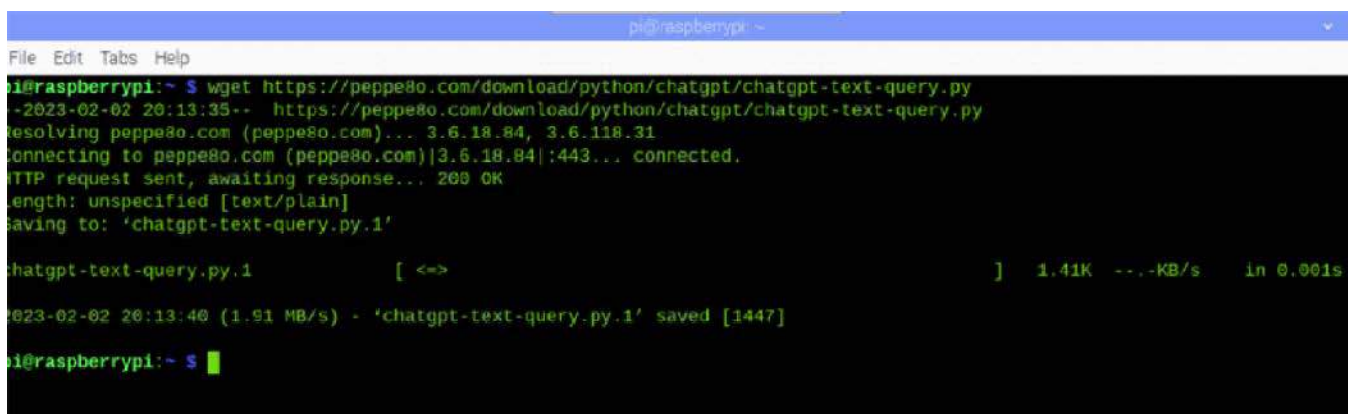 pi@raspberrypi: ~
File Edit Tabs Help
pi@raspberrypi:~ $ wget https://peppe8o.com/download/python/chatgpt/chatgpt-text-query.py
--2023-02-02 20:13:35-- https://peppe8o.com/download/python/chatgpt/chatgpt-text-query.py
Resolving peppe8o.com (peppe8o.com)... 3.6.18.84, 3.6.118.31
Connecting to peppe8o.com (peppe8o.com)|3.6.18.84|:443... connected.
HTTP request sent, awaiting response... 200 OK
Length: unspecified [text/plain]
Saving to: ‘chatgpt-text-query.py.1’
chatgpt-text-query.py.1 [ <=> ] 1.41K --.-KB/s in 0.001s
2023-02-02 20:13:40 (1.91 MB/s) - ‘chatgpt-text-query.py.1’ saved [1447]
pi@raspberrypi:~ $